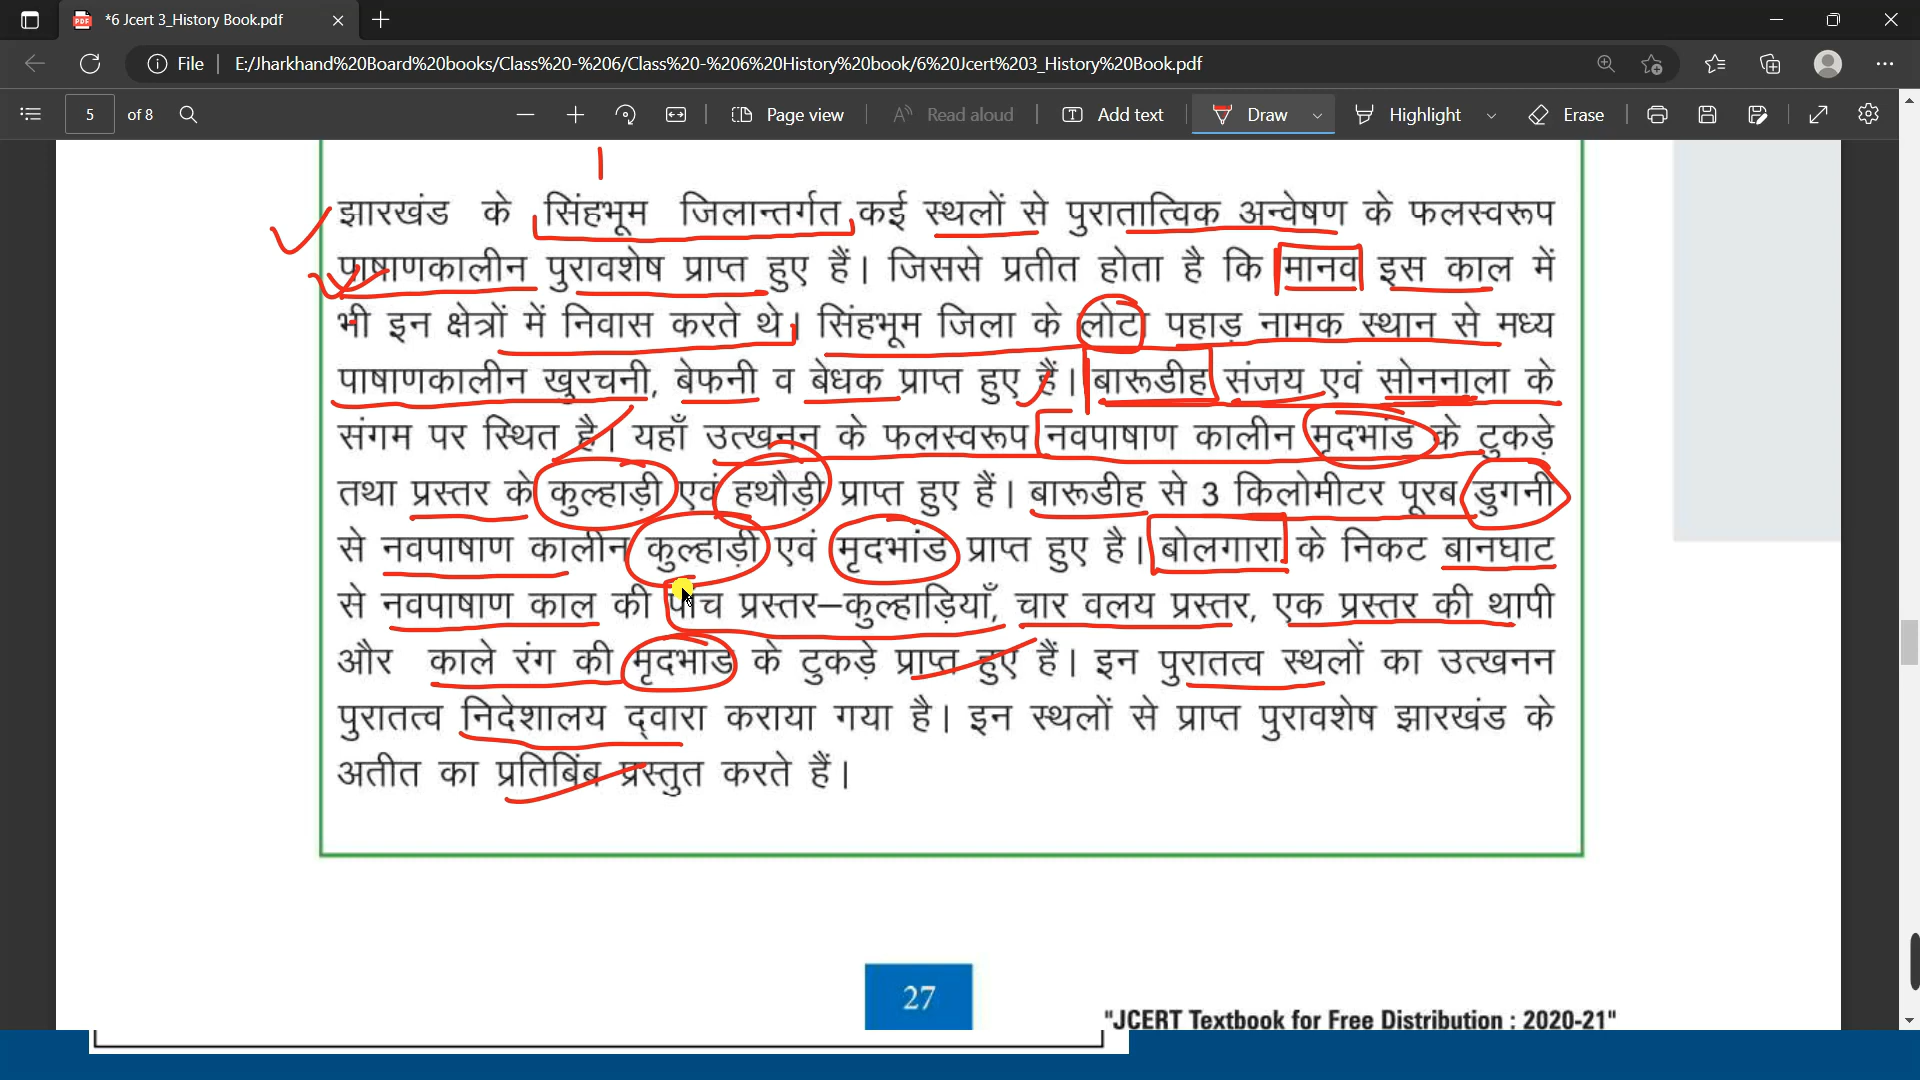 *6 Jcert 3_History Book.pdf
File E:/Jharkhand%20Board%20books/Class%20-%206/Class%20-%206%20History%20book/6%20Jcert%203_History%20Book.pdf
5 of 8 Page view Read aloud Add text Draw Highlight Erase
झारखंड के सिंहभूम जिलान्तर्गत कई स्थलों से पुरातात्विक अन्वेषण के फलस्वरूप
पाषाणकालीन पुरावशेष प्राप्त हुए हैं। जिससे प्रतीत होता है कि मानव इस काल में
भी इन क्षेत्रों में निवास करते थे। सिंहभूम जिला के लोटा पहाड़ नामक स्थान से मध्य
पाषाणकालीन खुरचनी, बेफनी व बेधक प्राप्त हुए हैं। बारूडीह संजय एवं सोननाला के
संगम पर स्थित है। यहाँ उत्खनन के फलस्वरूप नवपाषाण कालीन मृदभांड के टुकड़े
तथा प्रस्तर के कुल्हाड़ी एवं हथौड़ी प्राप्त हुए हैं। बारूडीह से 3 किलोमीटर पूरब डुगनी
से नवपाषाण कालीन कुल्हाड़ी एवं मृदभांड प्राप्त हुए है। बोलगारा के निकट बानघाट
से नवपाषाण काल की पाँच प्रस्तर–कुल्हाड़ियाँ, चार वलय प्रस्तर, एक प्रस्तर की थापी
और काले रंग की मृदभांड के टुकड़े प्राप्त हुए हैं। इन पुरातत्व स्थलों का उत्खनन
पुरातत्व निदेशालय द्वारा कराया गया है। इन स्थलों से प्राप्त पुरावशेष झारखंड के
अतीत का प्रतिबिंब प्रस्तुत करते हैं।
27
"JCERT Textbook for Free Distribution : 2020-21"